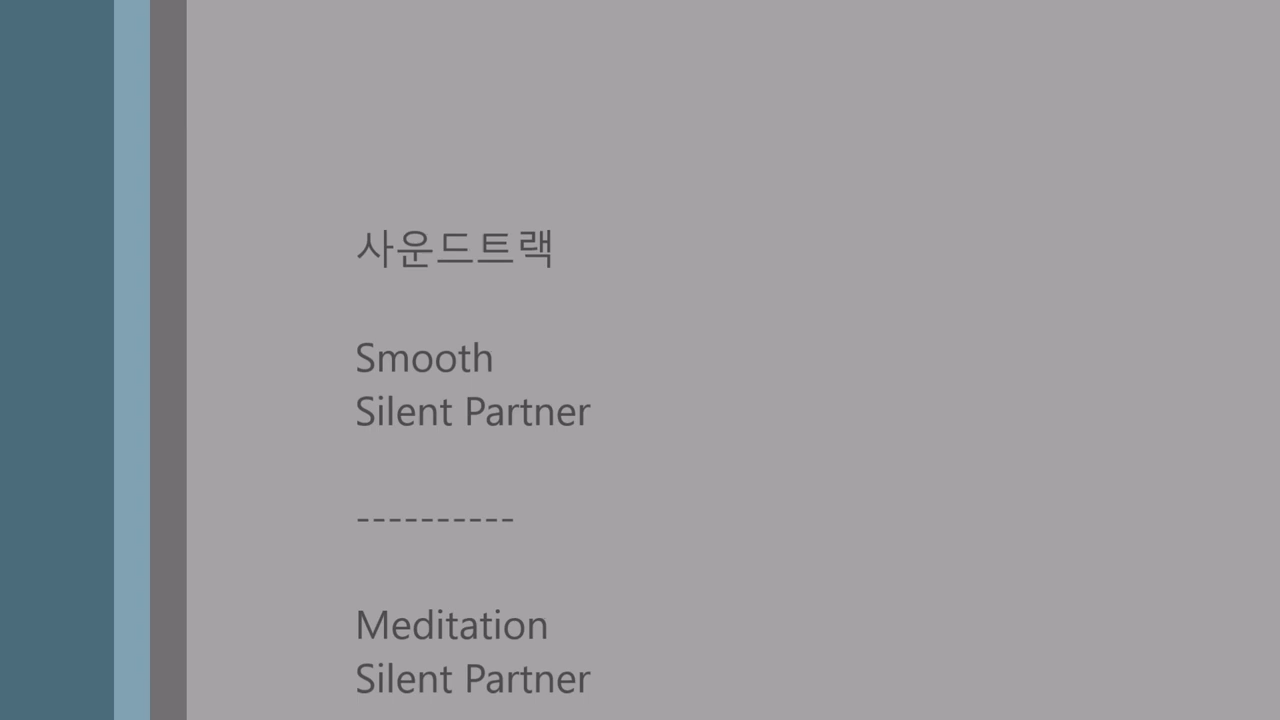 사운드트랙
Smooth
Silent Partner
----------
Meditation
Silent Partner